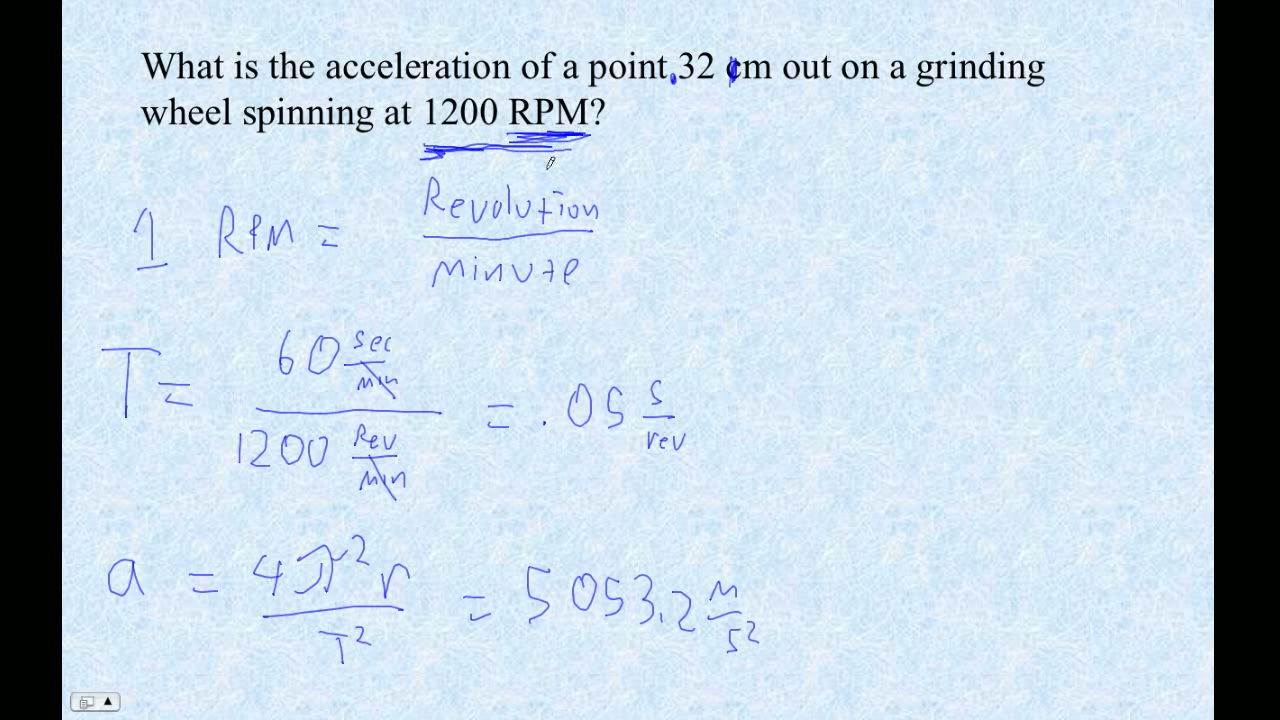 What is the acceleration of a point .32 m out on a grinding
wheel spinning at 1200 RPM?
1 RPM = Revolution
minute
T = 60 sec/min
1200 Rev/min
= .05 s/rev
a = 4π²r
T²
= 5053.2 m/s²